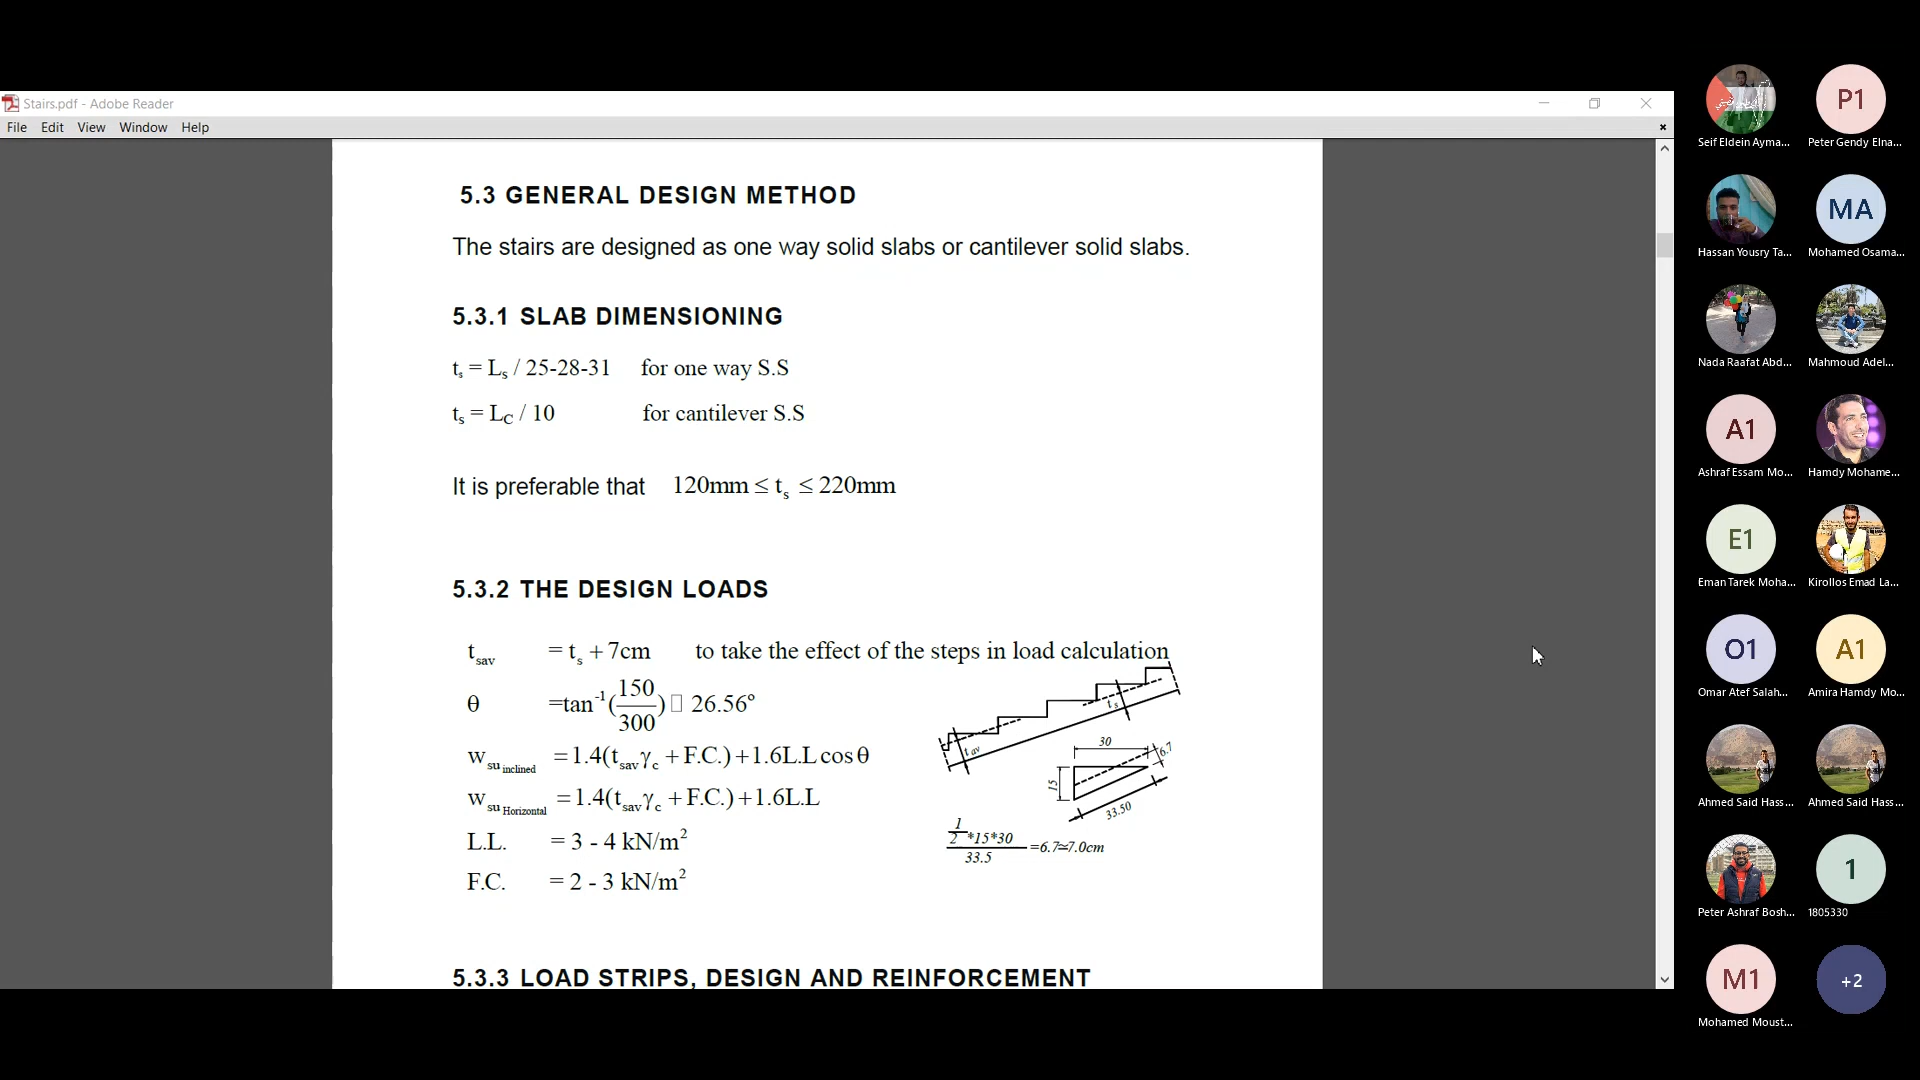 Stairs.pdf - Adobe Reader
File Edit View Window Help
5.3 GENERAL DESIGN METHOD
The stairs are designed as one way solid slabs or cantilever solid slabs.
5.3.1 SLAB DIMENSIONING
ts = Ls / 25-28-31 for one way S.S
ts = LC / 10 for cantilever S.S
It is preferable that 120mm ≤ ts ≤ 220mm
5.3.2 THE DESIGN LOADS
tsav = ts + 7cm to take the effect of the steps in load calculation
θ =tan-1(150/300) 26.56°
wsu inclined =1.4(tsavγc + F.C.)+1.6L.L cosθ
wsu Horizontal =1.4(tsavγc + F.C.)+1.6L.L
L.L. = 3 - 4 kN/m2
F.C. = 2 - 3 kN/m2
ts
tav
30
6.7
15
33.50
1/2 *15*30
33.5
=6.7≃7.0cm
5.3.3 LOAD STRIPS, DESIGN AND REINFORCEMENT
Seif Eldein Ayma...
P1
Peter Gendy Elna...
Hassan Yousry Ta...
MA
Mohamed Osama...
Nada Raafat Abd...
Mahmoud Adel...
A1
Ashraf Essam Mo...
Hamdy Mohame...
E1
Eman Tarek Moha...
Kirollos Emad La...
O1
Omar Atef Salah...
A1
Amira Hamdy Mo...
Ahmed Said Hass...
Ahmed Said Hass...
Peter Ashraf Bosh...
1
1805330
M1
Mohamed Moust...
+2